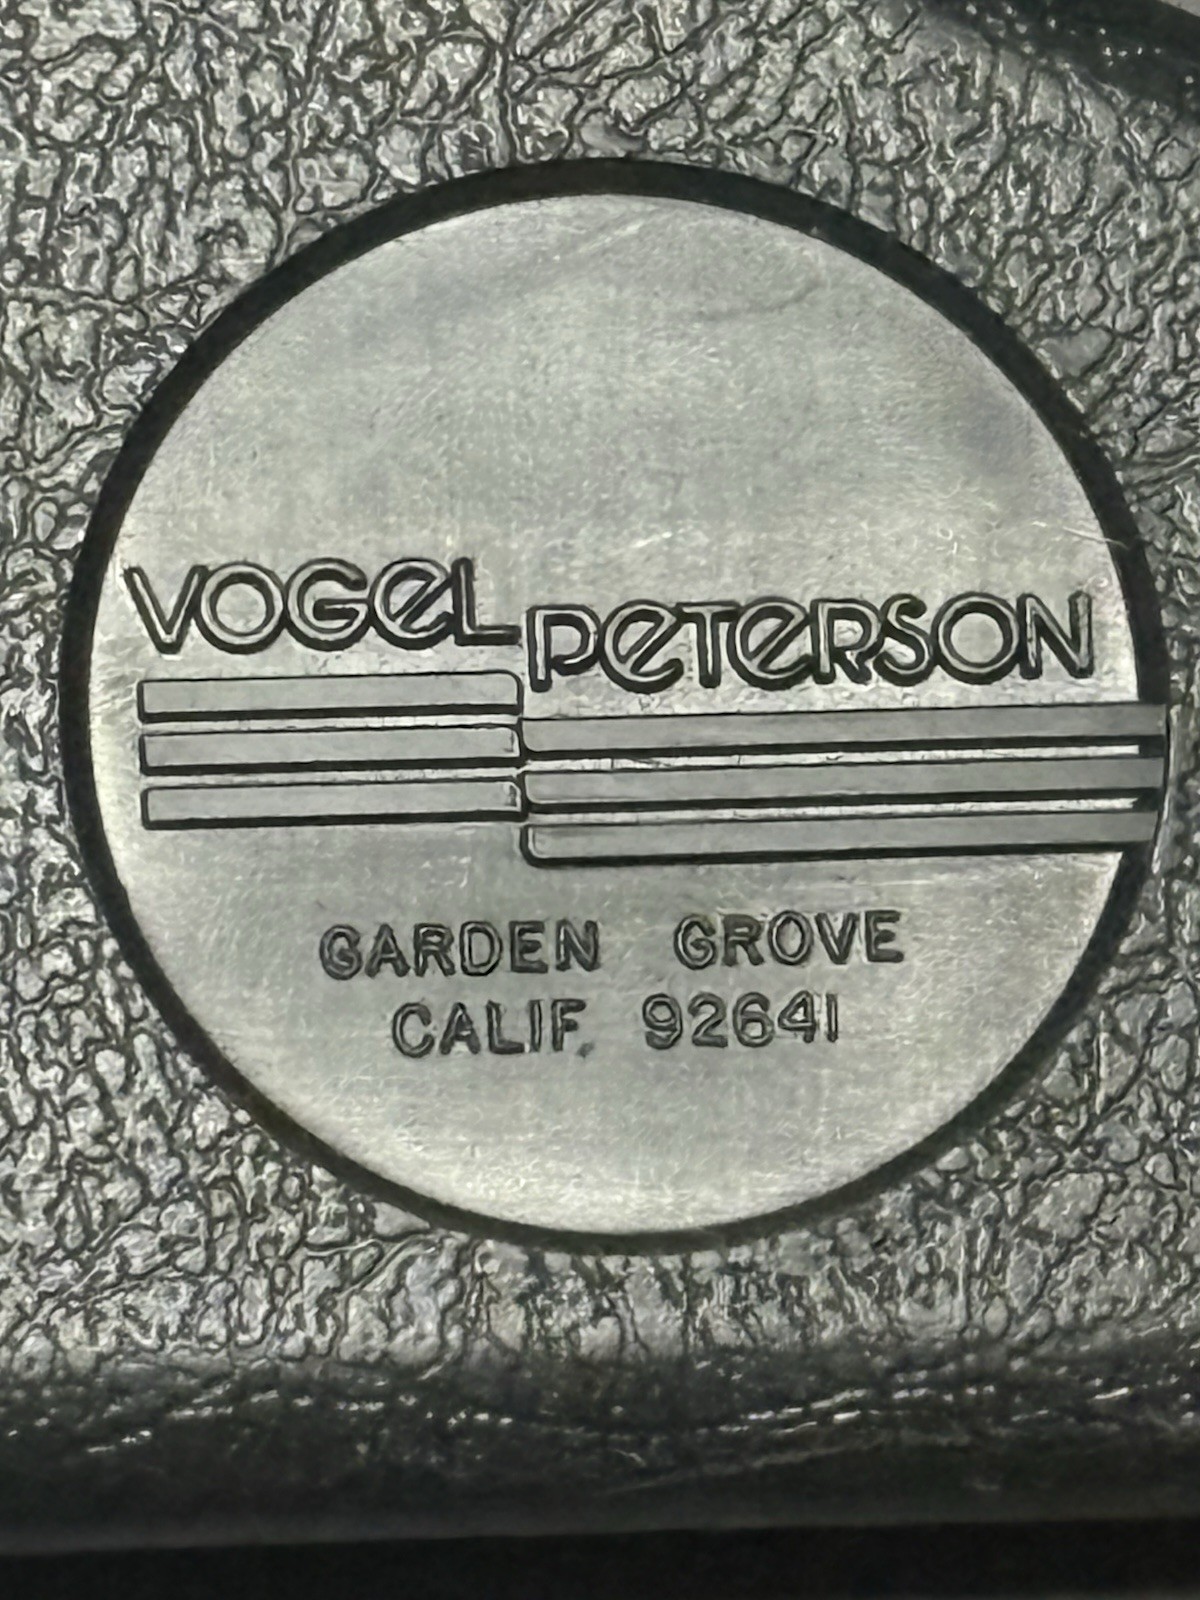 VOGEL PETERSON
GARDEN GROVE
CALIF. 92641